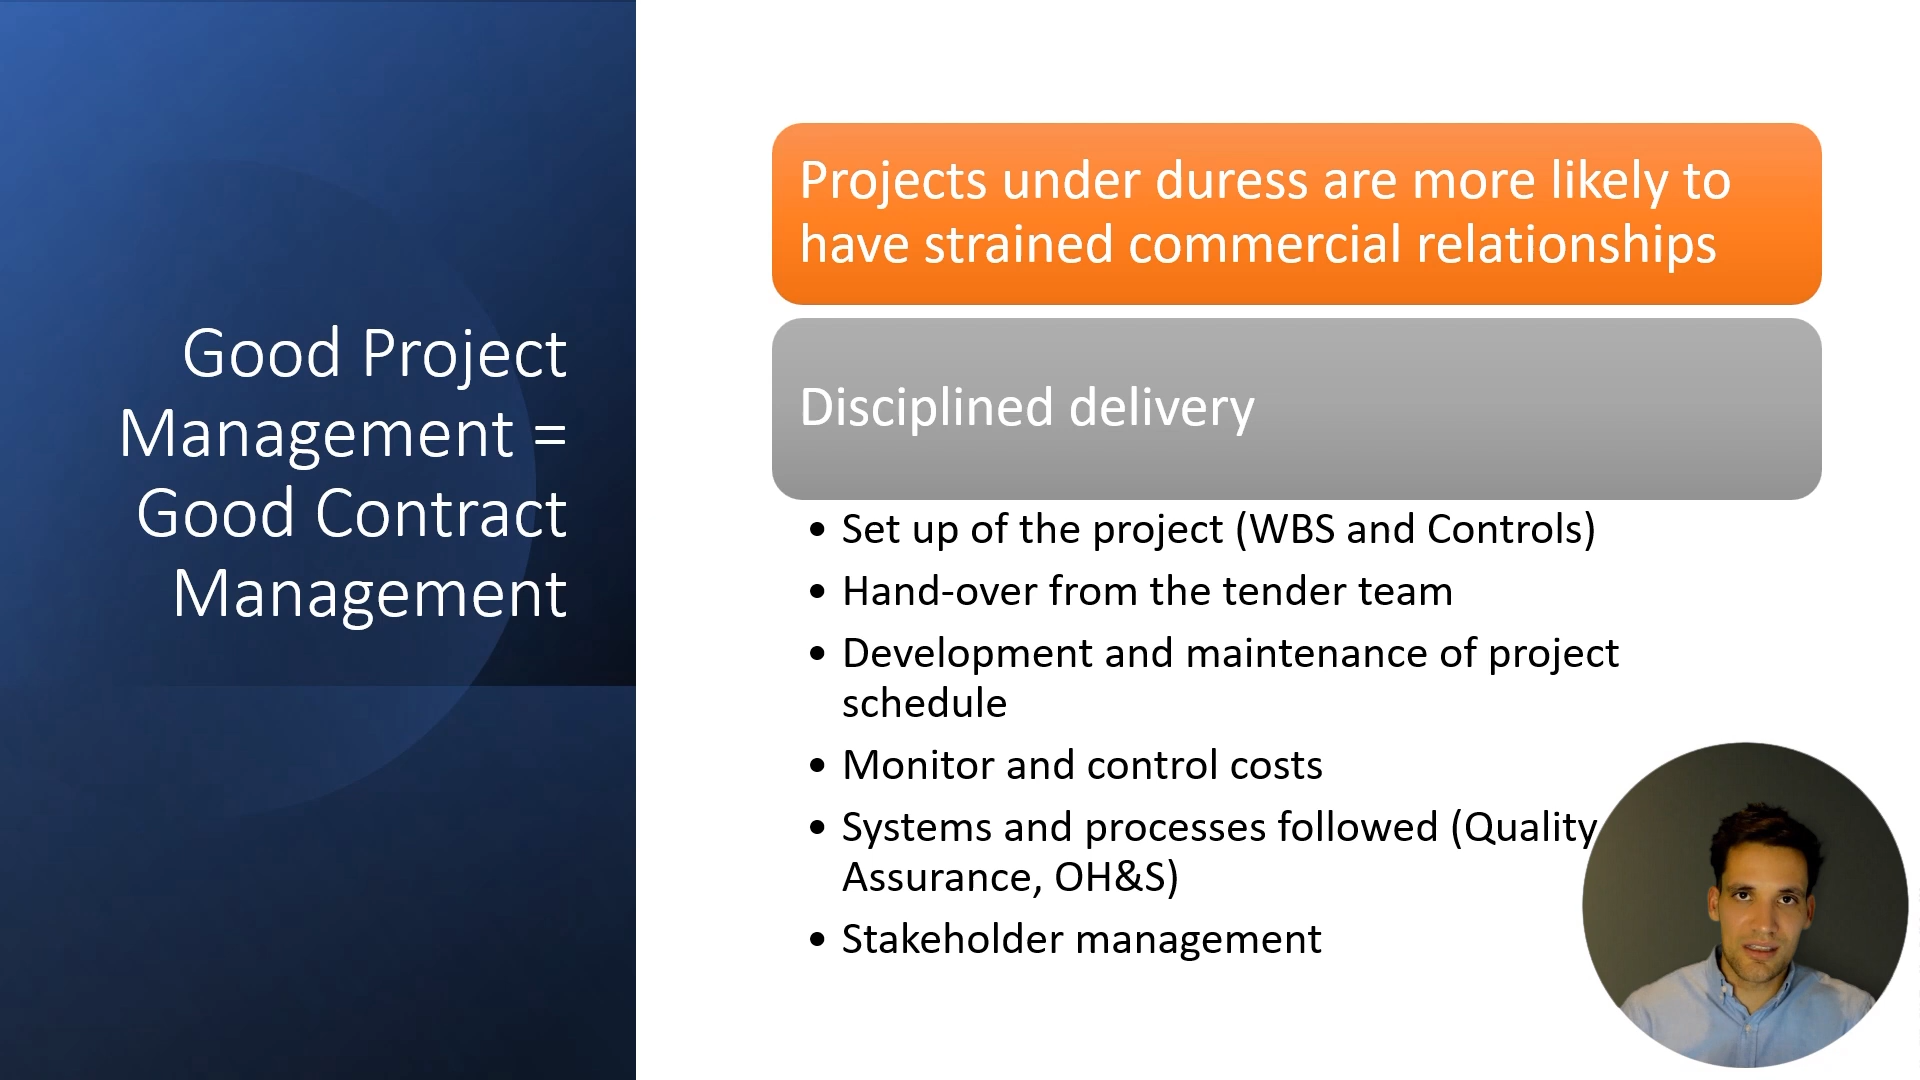 Good Project
Management =
Good Contract
Management
Projects under duress are more likely to
have strained commercial relationships
Disciplined delivery
• Set up of the project (WBS and Controls)
• Hand-over from the tender team
• Development and maintenance of project
schedule
• Monitor and control costs
• Systems and processes followed (Quality
Assurance, OH&S)
• Stakeholder management